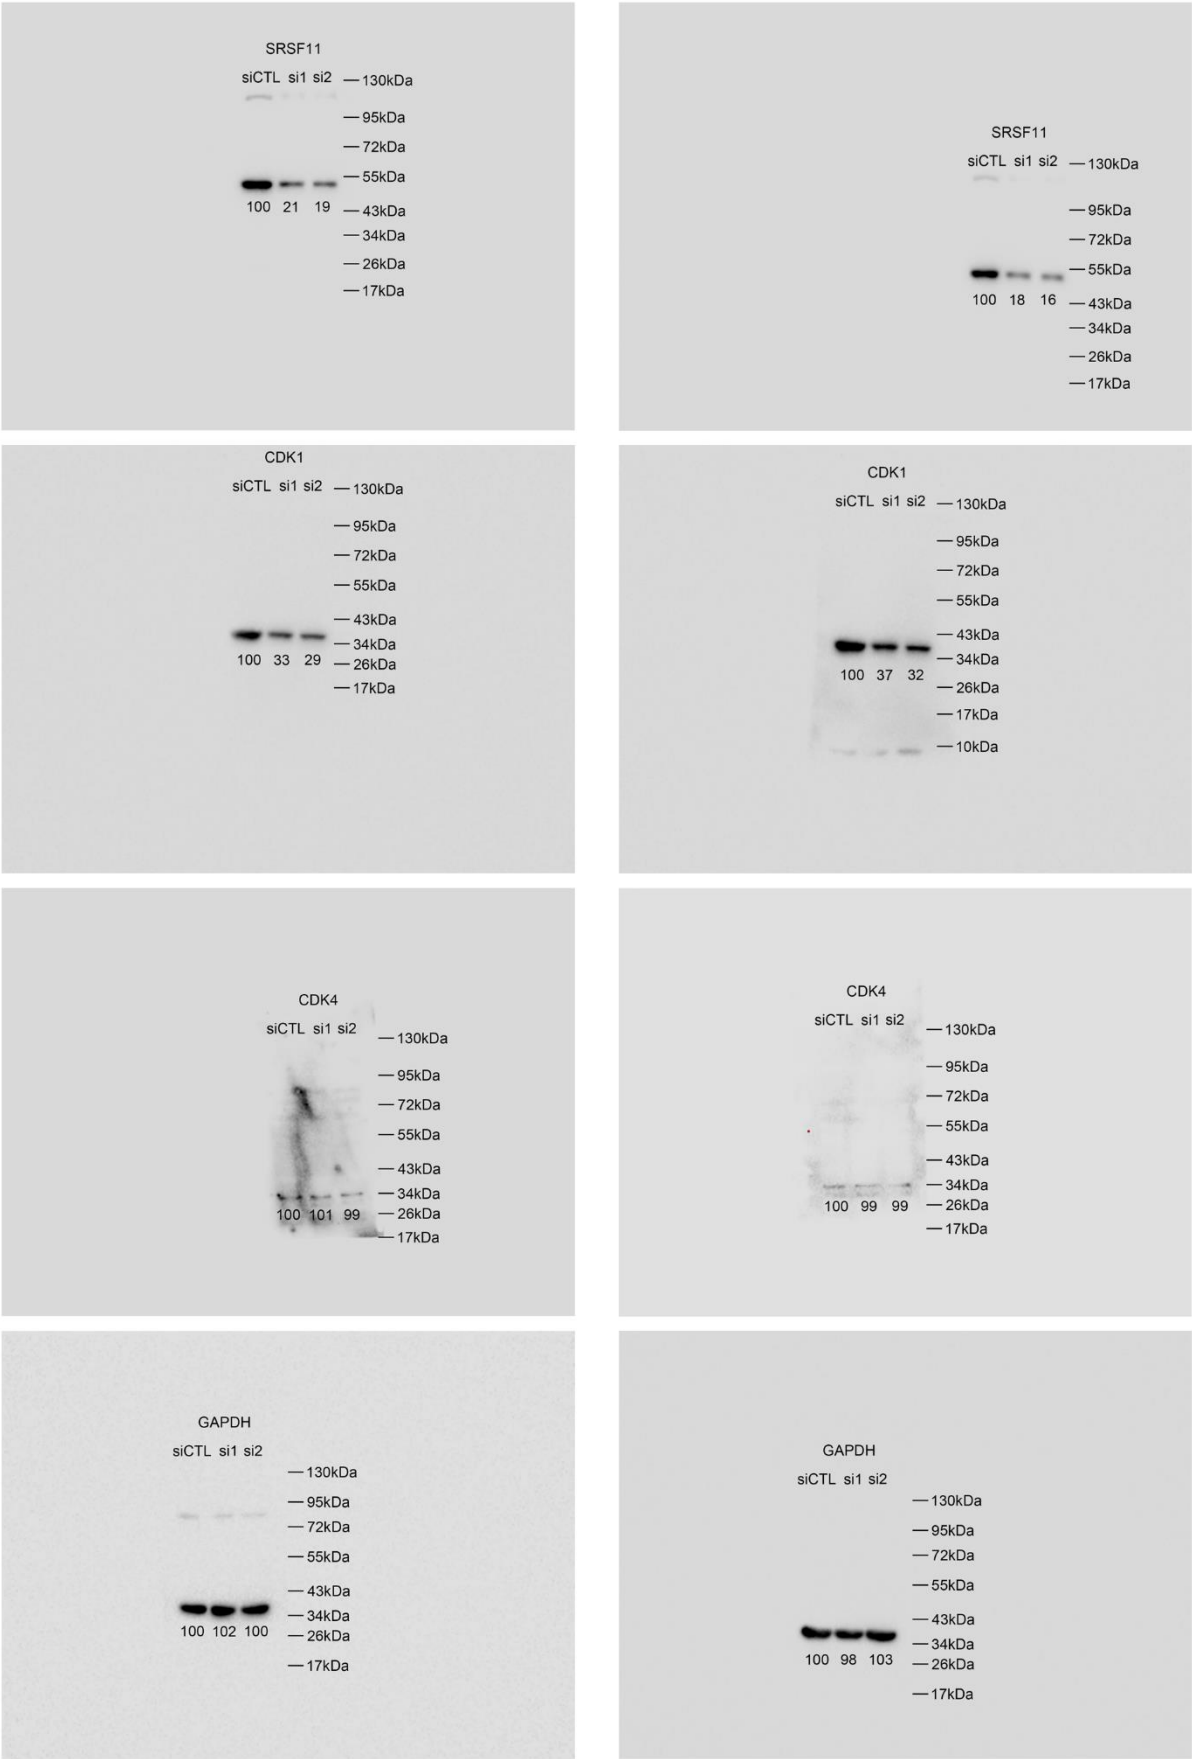 SRSF11
siCTL si1 si2
130kDa
95kDa
72kDa
55kDa
100 21 19
43kDa
34kDa
26kDa
17kDa
SRSF11
siCTL si1 si2
130kDa
95kDa
72kDa
55kDa
100 18 16
43kDa
34kDa
26kDa
17kDa
CDK1
siCTL si1 si2
130kDa
95kDa
72kDa
55kDa
43kDa
34kDa
100 33 29
26kDa
17kDa
CDK1
siCTL si1 si2
130kDa
95kDa
72kDa
55kDa
43kDa
34kDa
100 37 32
26kDa
17kDa
10kDa
CDK4
siCTL si1 si2
130kDa
95kDa
72kDa
55kDa
43kDa
34kDa
100 101 99
26kDa
17kDa
CDK4
siCTL si1 si2
130kDa
95kDa
72kDa
55kDa
43kDa
34kDa
100 99 99
26kDa
17kDa
GAPDH
siCTL si1 si2
130kDa
95kDa
72kDa
55kDa
43kDa
34kDa
100 102 100
26kDa
17kDa
GAPDH
siCTL si1 si2
130kDa
95kDa
72kDa
55kDa
43kDa
34kDa
100 98 103
26kDa
17kDa